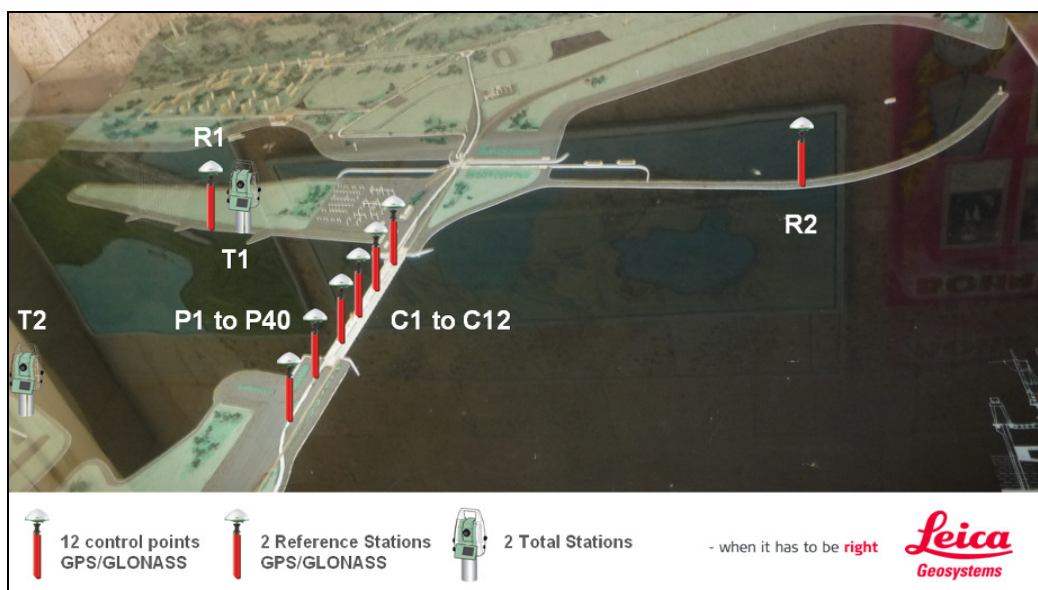 R1
T1
R2
T2
P1 to P40
C1 to C12
12 control points
GPS/GLONASS
2 Reference Stations
GPS/GLONASS
2 Total Stations
- when it has to be right
Leica
Geosystems